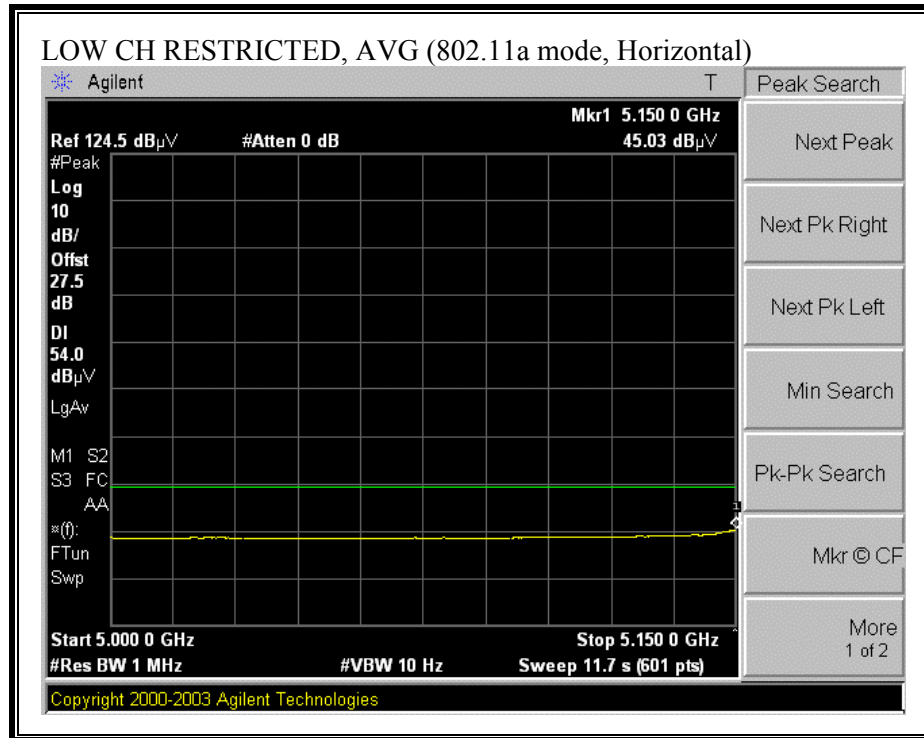 LOW CH RESTRICTED, AVG (802.11a mode, Horizontal)
Agilent T Peak Search
Mkr1 5.150 0 GHz
Ref 124.5 dBμV #Atten 0 dB 45.03 dBμV
#Peak
Log
10
dB/
Offst
27.5
dB
DI
54.0
dBμV
LgAv
M1 S2
S3 FC
AA
¤(f):
FTun
Swp
1
Start 5.000 0 GHz Stop 5.150 0 GHz
#Res BW 1 MHz #VBW 10 Hz Sweep 11.7 s (601 pts)
Next Peak
Next Pk Right
Next Pk Left
Min Search
Pk-Pk Search
Mkr © CF
More
1 of 2
Copyright 2000-2003 Agilent Technologies